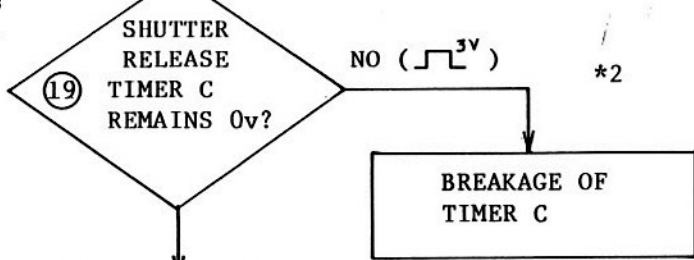 SHUTTER
RELEASE
19 TIMER C
REMAINS 0v?
NO ( 3V )
*2
BREAKAGE OF
TIMER C